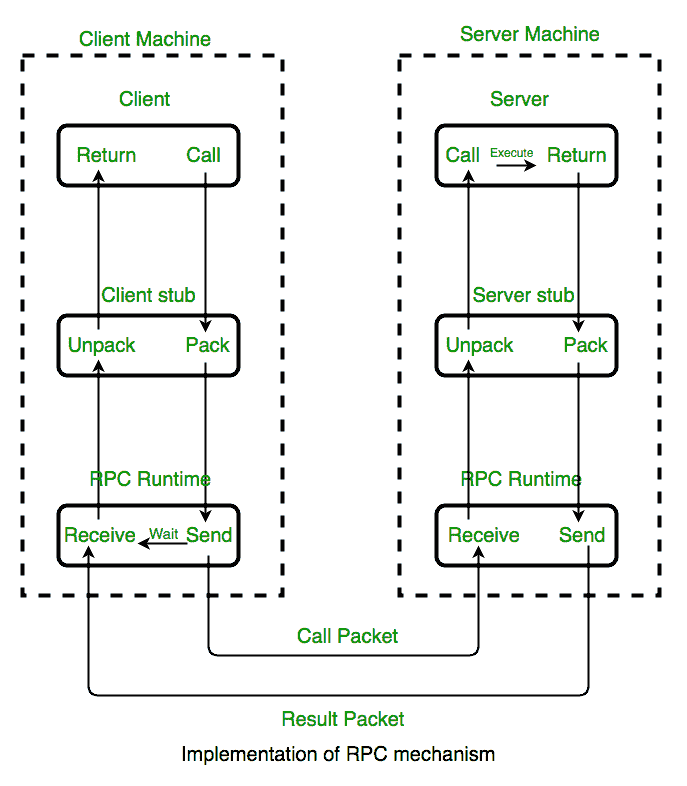 Client Machine
Server Machine
Client
Server
Return Call
Call Execute Return
Client stub
Server stub
Unpack Pack
Unpack Pack
RPC Runtime
RPC Runtime
Receive Wait Send
Receive Send
Call Packet
Result Packet
Implementation of RPC mechanism